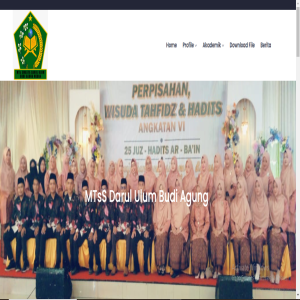 Home Profile Akademik Download File Berita
PERPISAHAN,
WISUDA TAHFIDZ & HADITS
ANGKATAN VI
25 JUZ - HADITS AR - BA'IN
MTsS Darul Ulum Budi Agung